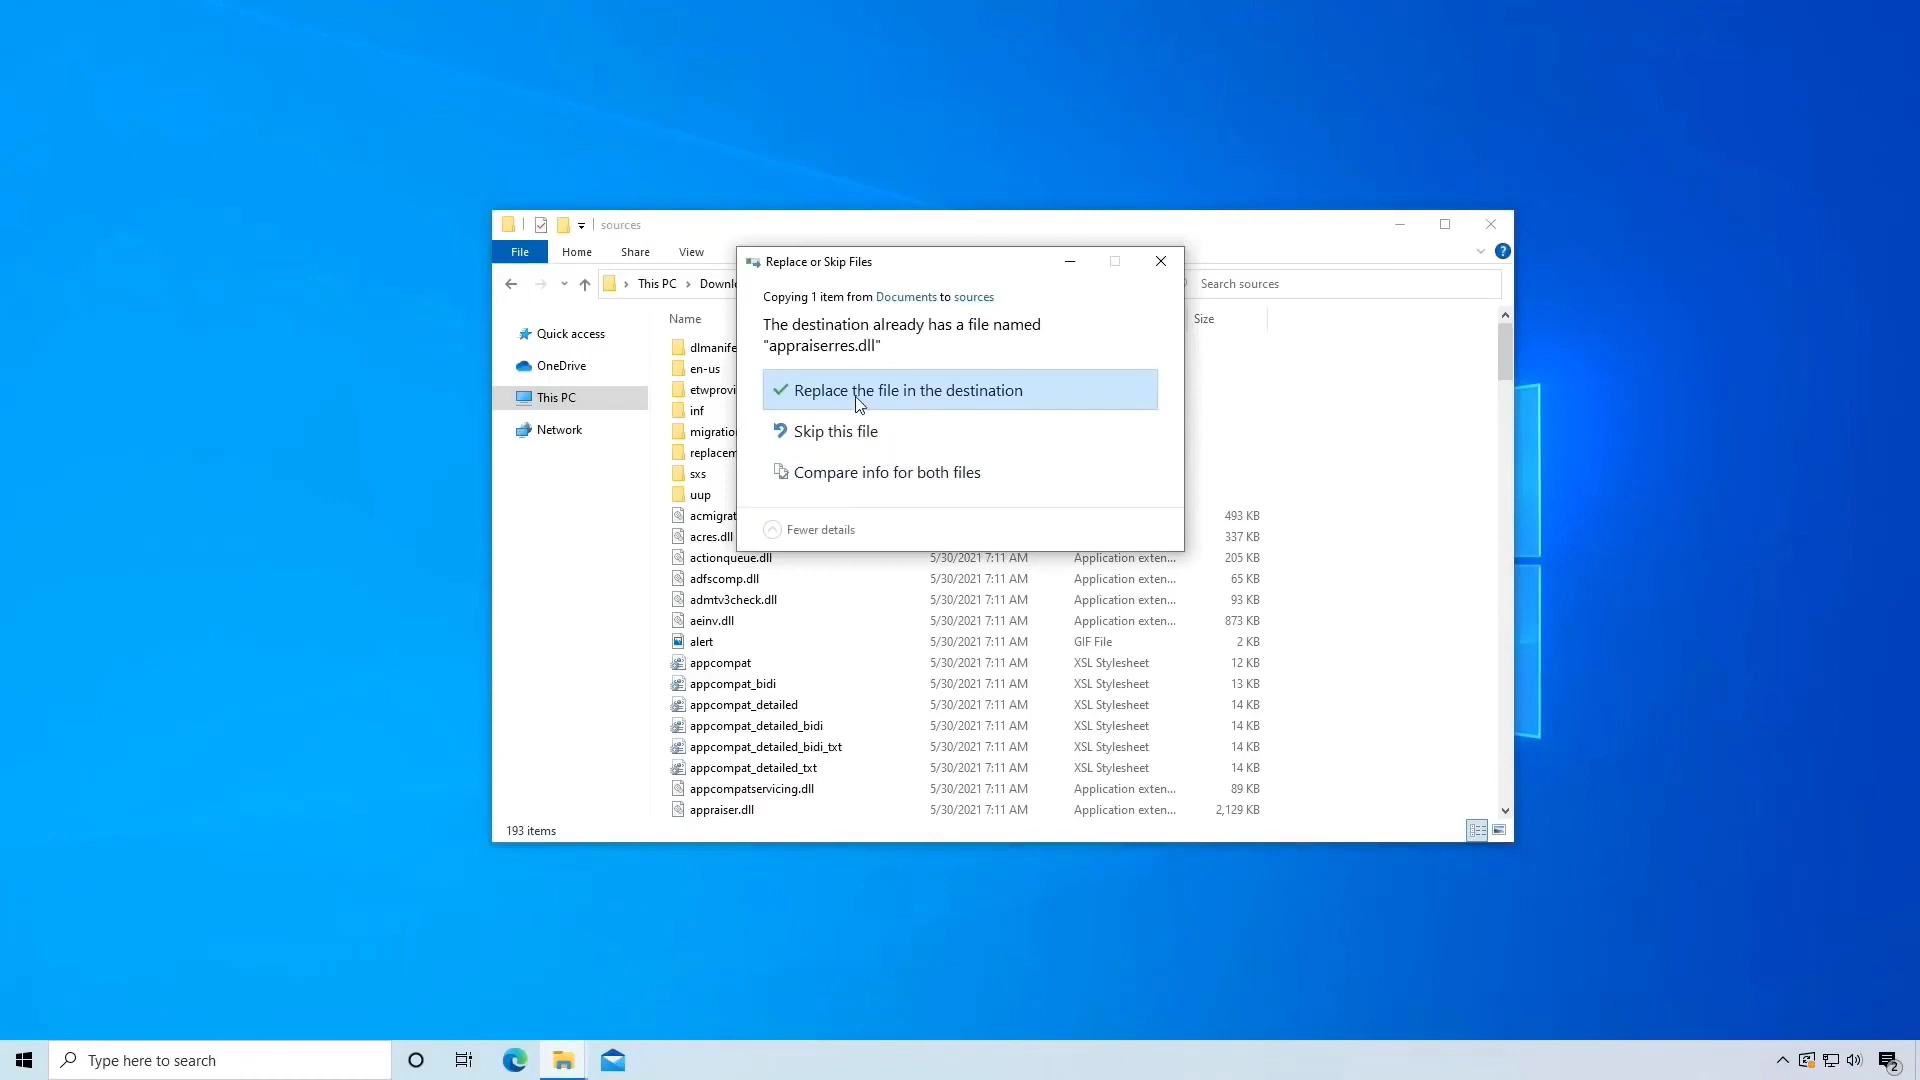 sources
File Home Share View
This PC Downl
Search sources
Quick access
OneDrive
This PC
Network
Name
Size
dlmanife
en-us
etwprovi
inf
migration
replacem
sxs
uup
acmigrat 493 KB
acres.dll 337 KB
actionqueue.dll 5/30/2021 7:11 AM Application exten... 205 KB
adfscomp.dll 5/30/2021 7:11 AM Application exten... 65 KB
admtv3check.dll 5/30/2021 7:11 AM Application exten... 93 KB
aeinv.dll 5/30/2021 7:11 AM Application exten... 873 KB
alert 5/30/2021 7:11 AM GIF File 2 KB
appcompat 5/30/2021 7:11 AM XSL Stylesheet 12 KB
appcompat_bidi 5/30/2021 7:11 AM XSL Stylesheet 13 KB
appcompat_detailed 5/30/2021 7:11 AM XSL Stylesheet 14 KB
appcompat_detailed_bidi 5/30/2021 7:11 AM XSL Stylesheet 14 KB
appcompat_detailed_bidi_txt 5/30/2021 7:11 AM XSL Stylesheet 14 KB
appcompat_detailed_txt 5/30/2021 7:11 AM XSL Stylesheet 14 KB
appcompatservicing.dll 5/30/2021 7:11 AM Application exten... 89 KB
appraiser.dll 5/30/2021 7:11 AM Application exten... 2,129 KB
193 items
Replace or Skip Files
Copying 1 item from Documents to sources
The destination already has a file named
"appraiserres.dll"
Replace the file in the destination
Skip this file
Compare info for both files
Fewer details
Type here to search
2